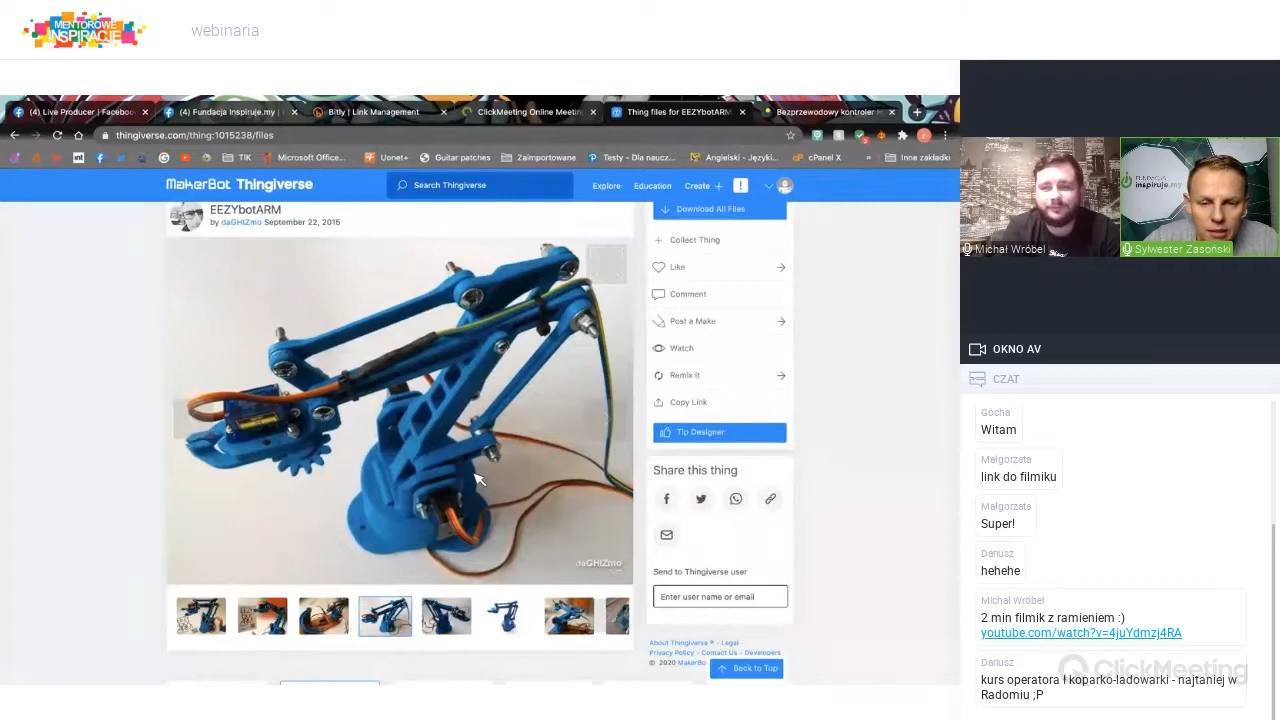 MENTOROWE
INSPIRACJE
webinaria
(4) Live Producer | Facebook
(4) Fundacja Inspiruje.my |
Bitly | Link Management
ClickMeeting Online Meeting
Thing files for EEZYbotARM
Bezprzewodowy kontroler
thingiverse.com/thing:1015238/files
TIK
Microsoft Office...
Uonet+
Guitar patches
Zaimportowane
Testy - Dla naucz...
Angielski - Języki...
cPanel X
»
Inne zakładki
MakerBot Thingiverse
Search Thingiverse
Explore
Education
Create +
EEZYbotARM
by daGHIZmo September 22, 2015
Download All Files
Collect Thing
Like
Comment
Post a Make
Watch
Remix it
Copy Link
Tip Designer
Share this thing
Send to Thingiverse user
Enter user name or email
About Thingiverse ® - Legal -
Privacy Policy - Contact Us - Developers
© 2020 MakerBo
Back to Top
daGHIZmo
FUNDACJA
inspiruje.my
Michał Wróbel
Sylwester Zasoński
OKNO AV
CZAT
Gocha
Witam
Małgorzata
link do filmiku
Małgorzata
Super!
Dariusz
hehehe
Michał Wróbel
2 min filmik z ramieniem :)
youtube.com/watch?v=4juYdmzj4RA
Dariusz
kurs operatora ł koparko-ładowarki - najtaniej w
Radomiu ;P
ClickMeeting